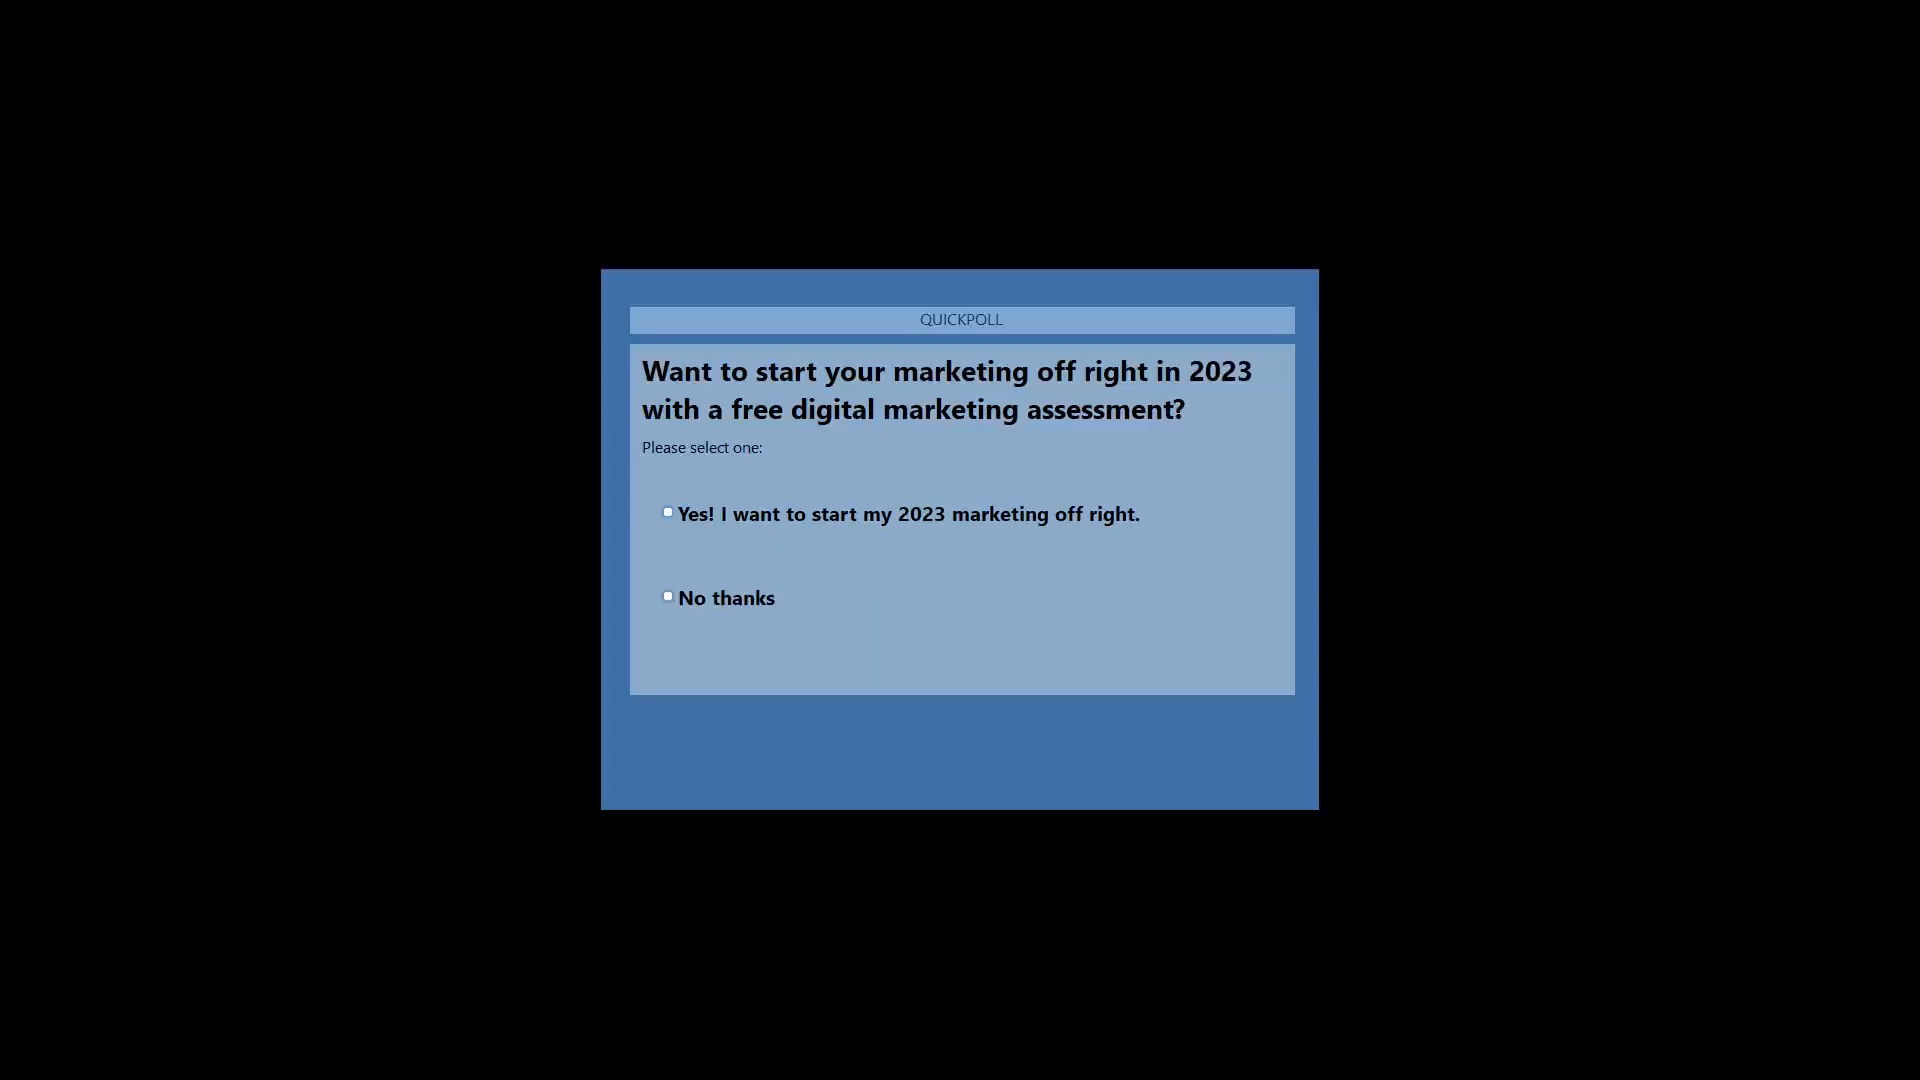 QUICKPOLL
Want to start your marketing off right in 2023
with a free digital marketing assessment?
Please select one:
Yes! I want to start my 2023 marketing off right.
No thanks